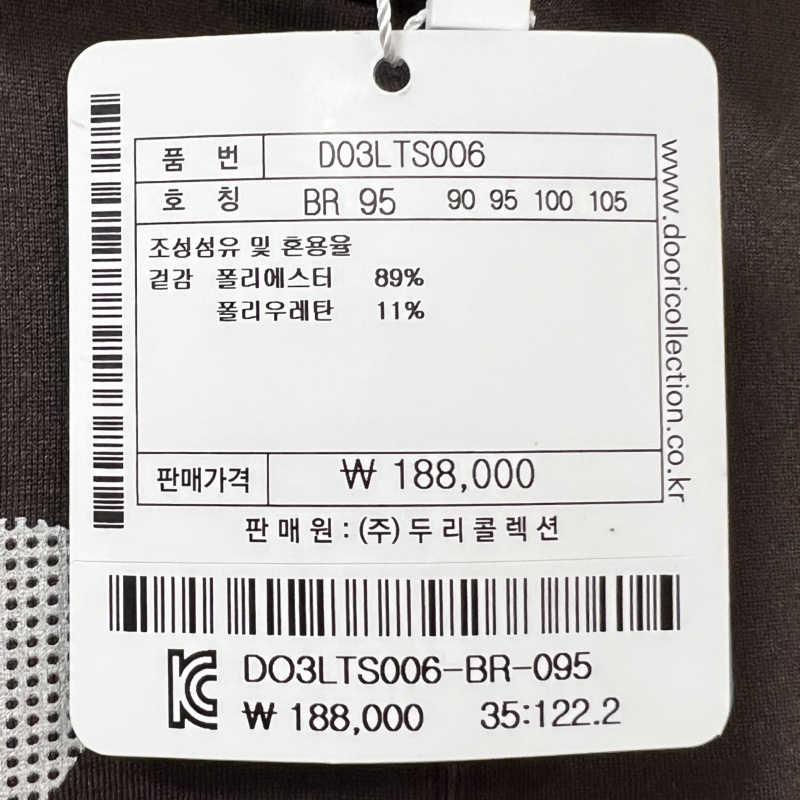 품 번 DO3LTS006
호 칭 BR 95 90 95 100 105
조성섬유 및 혼용율
겉감 폴리에스터 89%
폴리우레탄 11%
판매가격 ₩ 188,000
판 매 원 : (주) 두 리 콜 렉 션
www.dooricollection.co.kr
DO3LTS006-BR-095
₩ 188,000 35:122.2